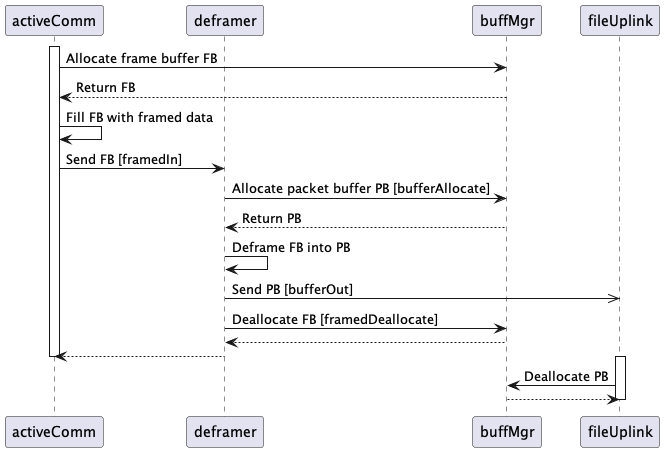 activeComm
deframer
buffMgr
fileUplink
Allocate frame buffer FB
Return FB
Fill FB with framed data
Send FB [framedIn]
Allocate packet buffer PB [bufferAllocate]
Return PB
Deframe FB into PB
Send PB [bufferOut]
Deallocate FB [framedDeallocate]
Deallocate PB
activeComm
deframer
buffMgr
fileUplink